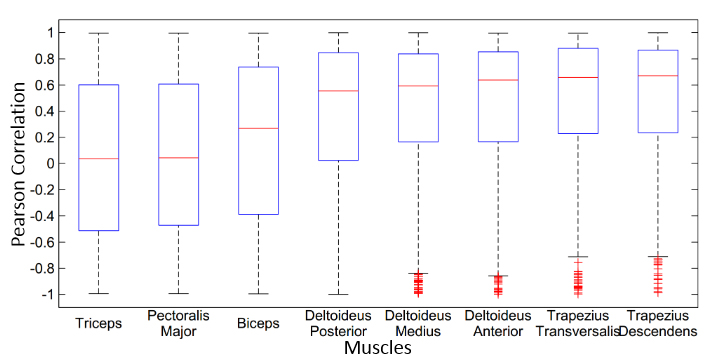 Pearson Correlation
1
0.8
0.6
0.4
0.2
0
-0.2
-0.4
-0.6
-0.8
-1
Triceps
Pectoralis
Major
Biceps
Deltoideus
Posterior
Deltoideus
Medius
Deltoideus
Anterior
Trapezius
Transversalis
Trapezius
Descendens
Muscles